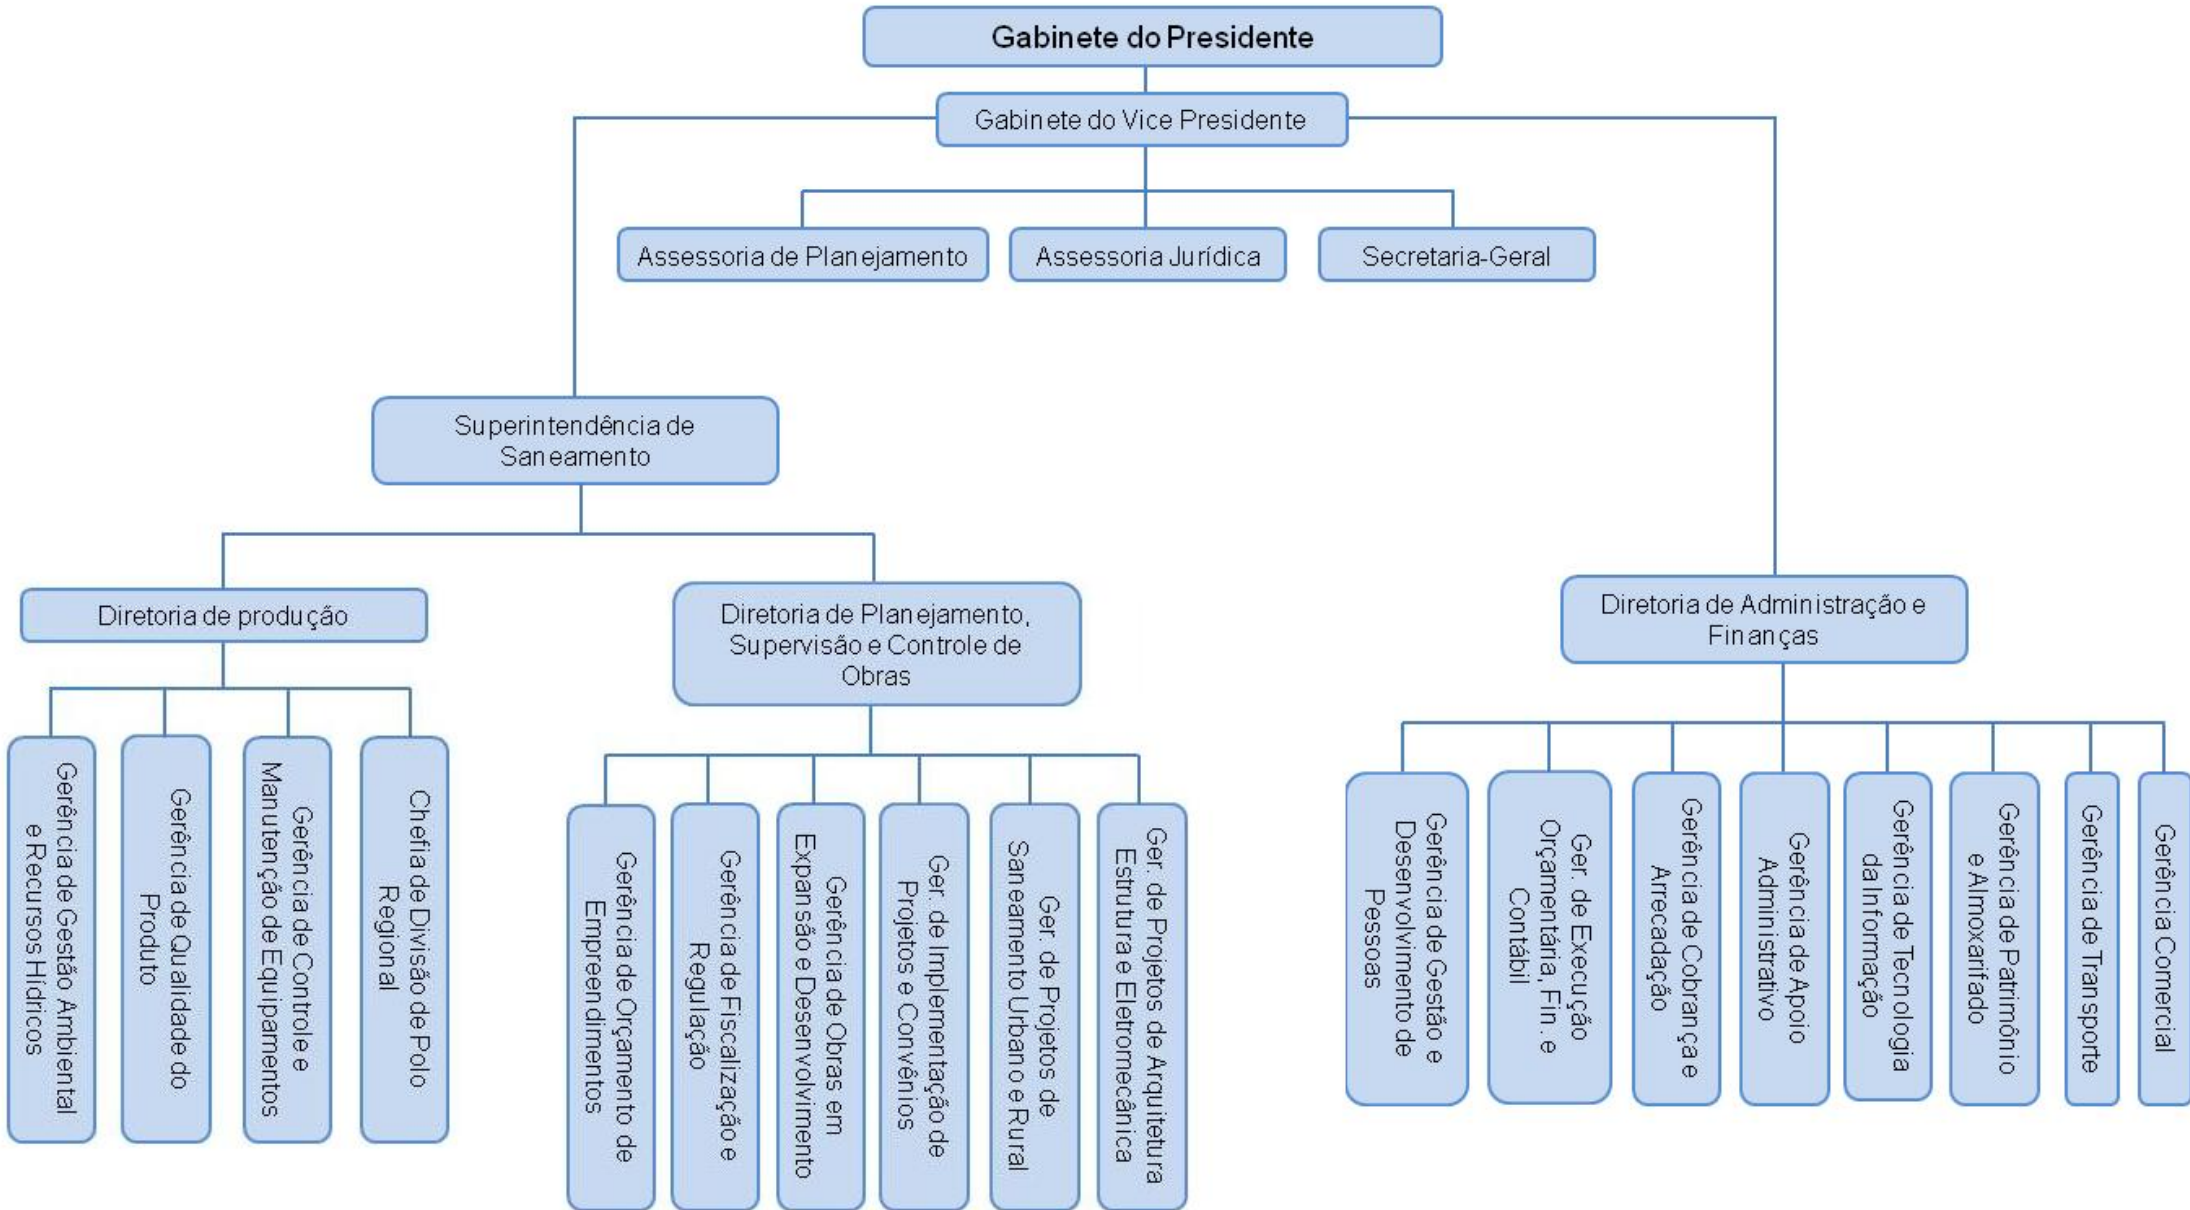 Gabinete do Presidente
Gabinete do Vice Presidente
Assessoria de Planejamento
Assessoria Jurídica
Secretaria-Geral
Superintendência de
Saneamento
Diretoria de produção
Diretoria de Planejamento,
Supervisão e Controle de
Obras
Diretoria de Administração e
Finanças
Gerência de Gestão Ambiental
e Recursos Hídricos
Gerência de Qualidade do
Produto
Gerência de Controle e
Manutenção de Equipamentos
Chefia de Divisão de Polo
Regional
Gerência de Orçamento de
Empreendimentos
Gerência de Fiscalização e
Regulação
Gerência de Obras em
Expansão e Desenvolvimento
Ger. de Implementação de
Projetos e Convênios
Ger. de Projetos de
Saneamento Urbano e Rural
Ger. de Projetos de Arquitetura
Estrutura e Eletromecânica
Gerência de Gestão e
Desenvolvimento de
Pessoas
Ger. de Execução
Orçamentária, Fin. e
Contábil
Gerência de Cobrança e
Arrecadação
Gerência de Apoio
Administrativo
Gerência de Tecnologia
da Informação
Gerência de Patrimônio
e Almoxarifado
Gerência de Transporte
Gerência Comercial